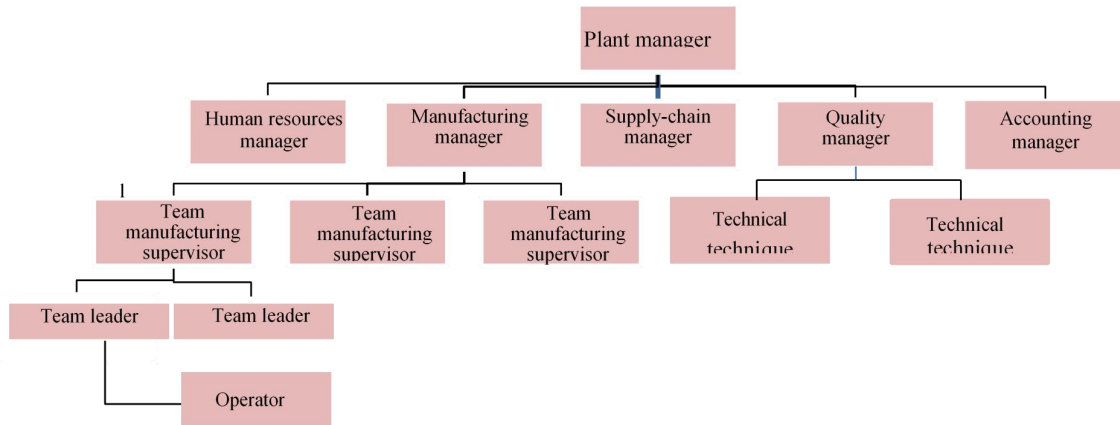 Plant manager
Human resources
manager
Manufacturing
manager
Supply-chain
manager
Quality
manager
Accounting
manager
l
Team
manufacturing
supervisor
Team
manufacturing
supervisor
Team
manufacturing
supervisor
Technical
technique
Technical
technique
Team leader
Team leader
Operator